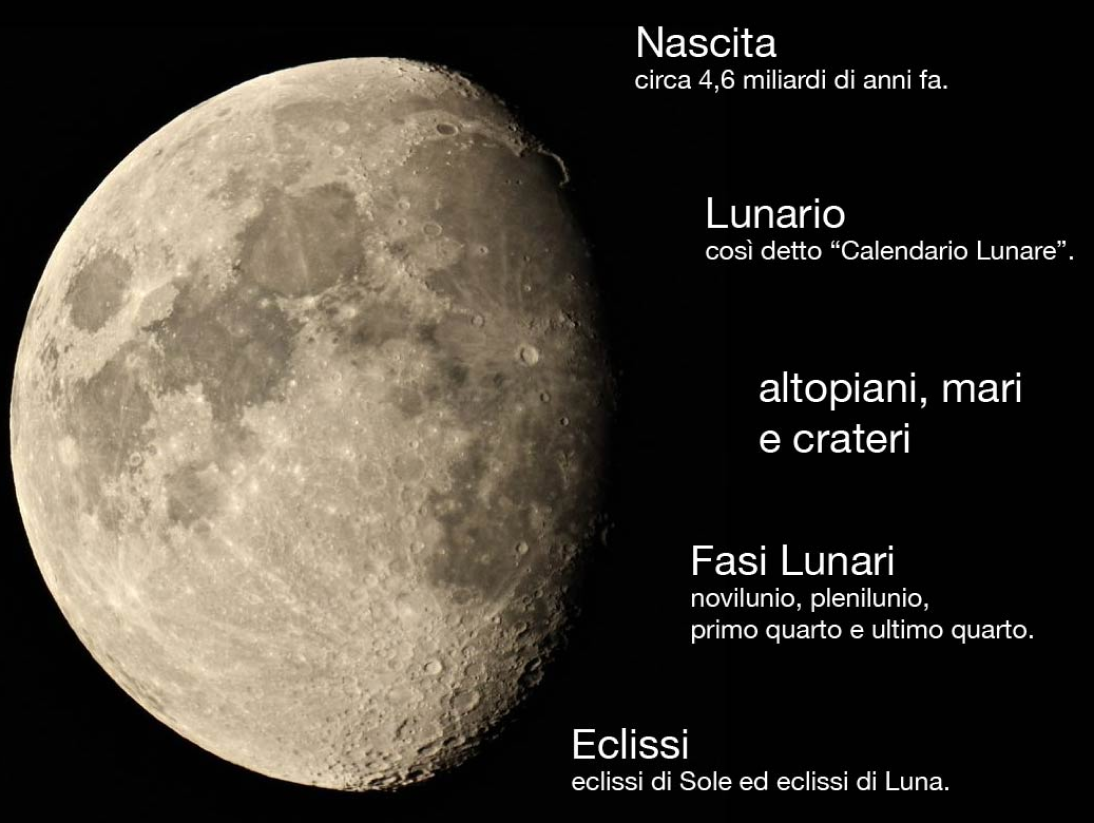 Nascita
circa 4,6 miliardi di anni fa.
Lunario
così detto “Calendario Lunare”.
altopiani, mari
e crateri
Fasi Lunari
novilunio, plenilunio,
primo quarto e ultimo quarto.
Eclissi
eclissi di Sole ed eclissi di Luna.